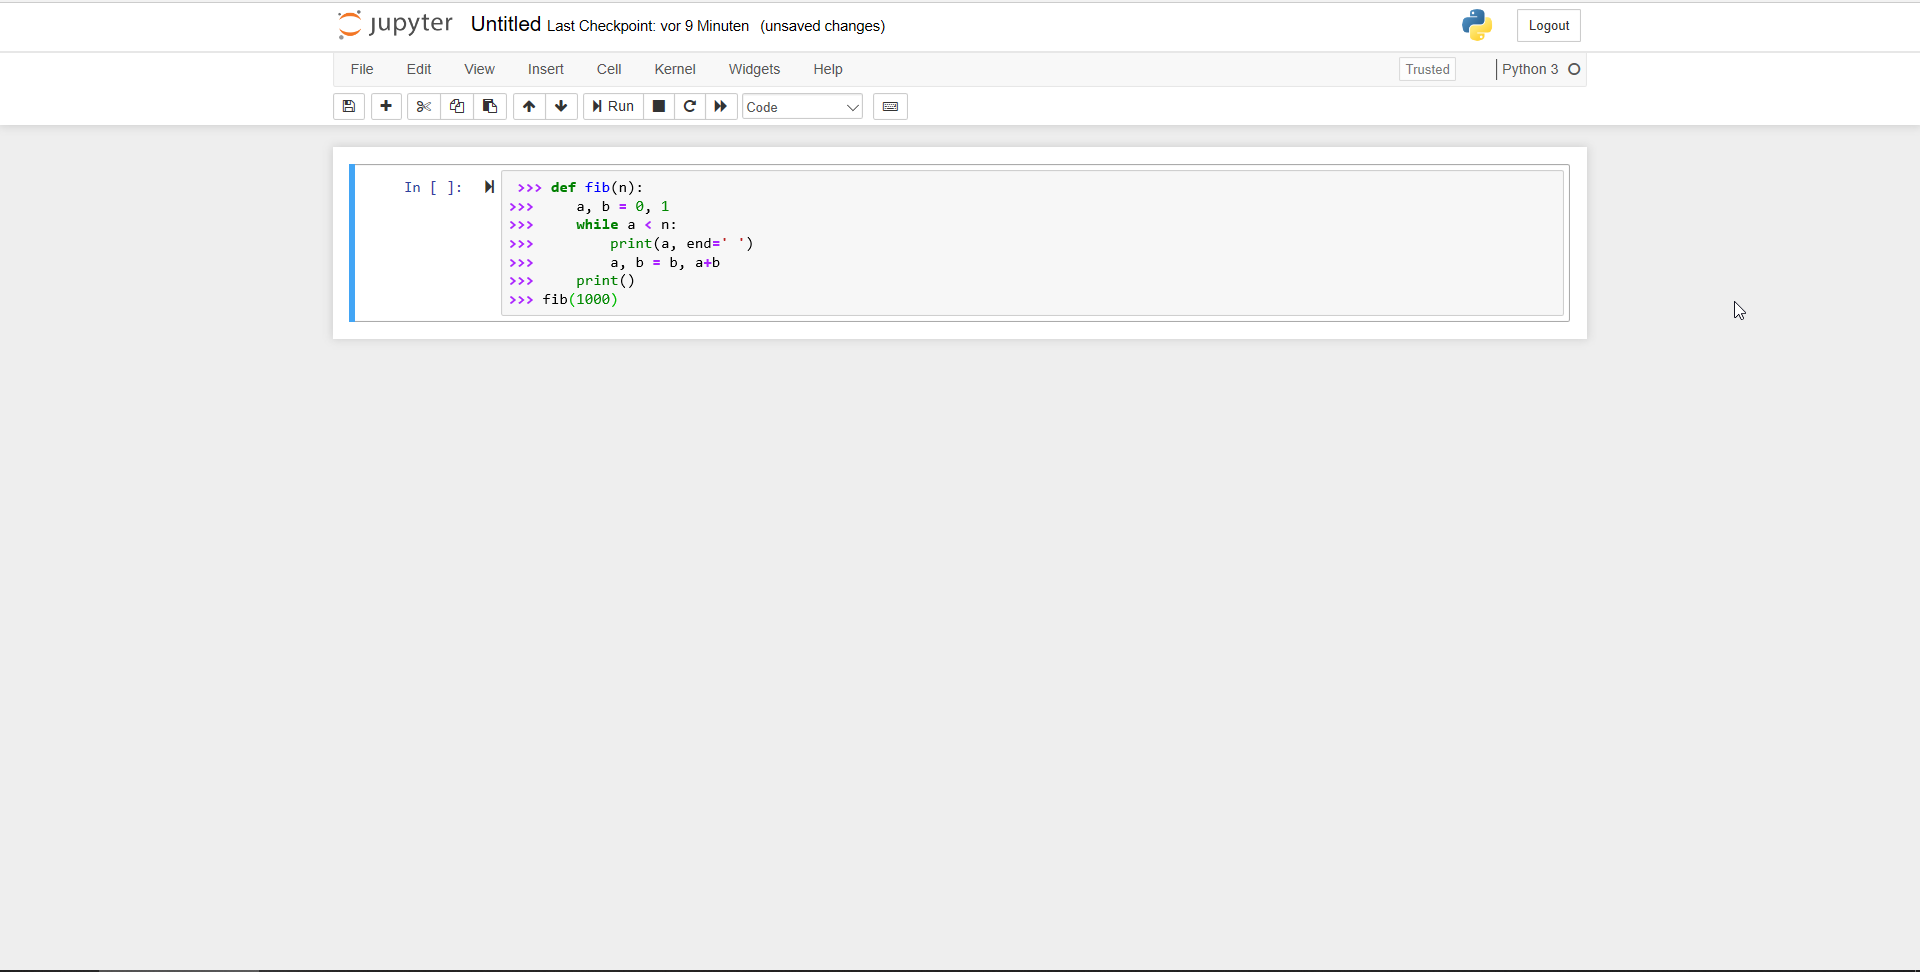 jupyter Untitled Last Checkpoint: vor 9 Minuten (unsaved changes) Logout
File Edit View Insert Cell Kernel Widgets Help Trusted Python 3
Run Code
In [ ]: >>> def fib(n):
>>>     a, b = 0, 1
>>>     while a < n:
>>>         print(a, end=' ')
>>>         a, b = b, a+b
>>>     print()
>>> fib(1000)